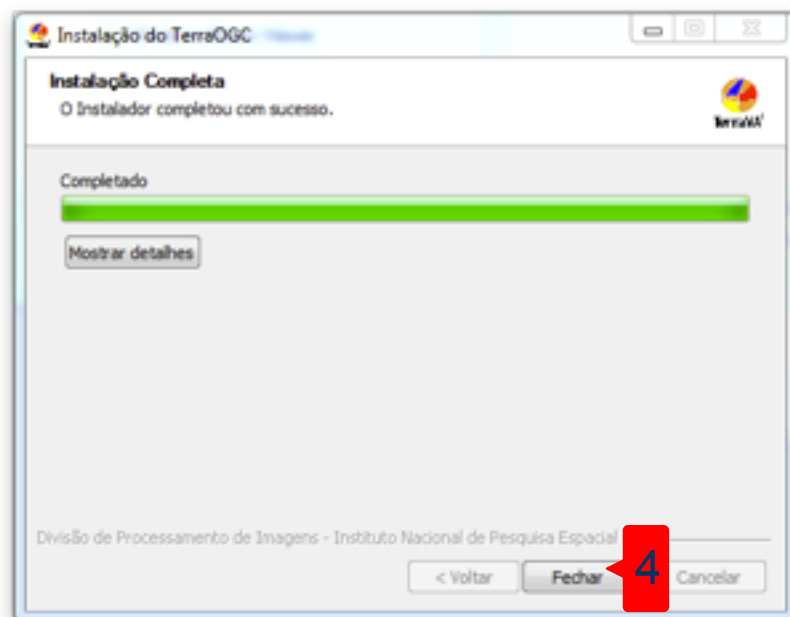 Instalação do TerraOGC
Instalação Completa
O Instalador completou com sucesso.
Completado
Mostrar detalhes
Divisão de Processamento de Imagens - Instituto Nacional de Pesquisa Espacial
< Voltar
Fechar
4
Cancelar